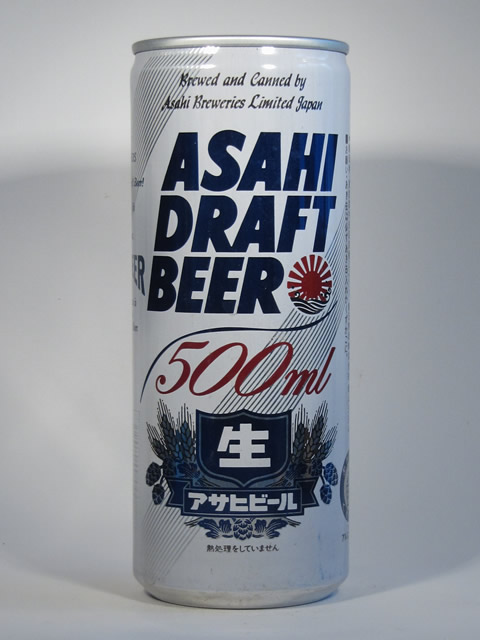 Brewed and Canned by
Asahi Breweries Limited Japan
ASAHI
DRAFT
BEER
500ml
生
アサヒビール
熱処理をしていません